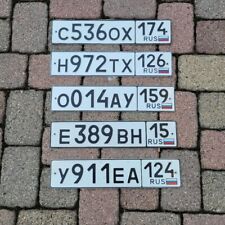 С536ОХ 174 RUS
Н972ТХ 126 RUS
О014АУ 159 RUS
Е389ВН 15 RUS
У911ЕА 124 RUS